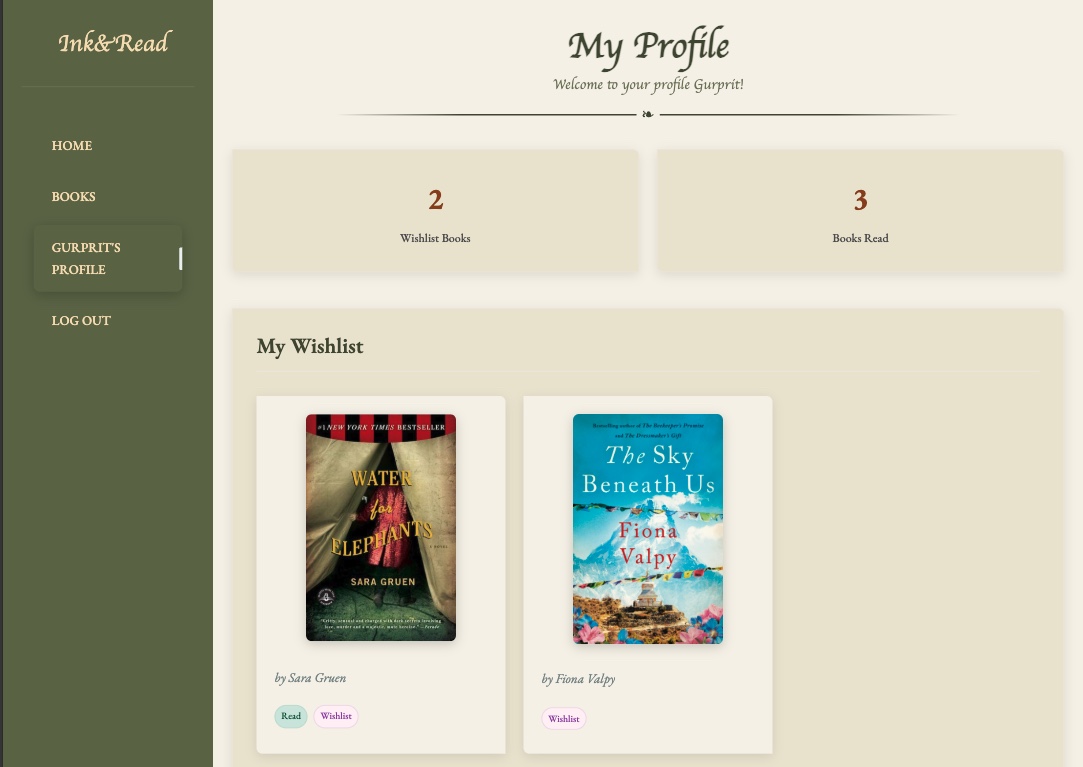 Ink&Read
HOME
BOOKS
GURPRIT'S
PROFILE
LOG OUT
My Profile
Welcome to your profile Gurprit!
2
Wishlist Books
3
Books Read
My Wishlist
#1 NEW YORK TIMES BESTSELLER
WATER
for
ELEPHANTS
A NOVEL
SARA GRUEN
by Sara Gruen
Read Wishlist
Bestselling author of The Beekeeper's Promise
and The Dressmaker's Gift
The Sky
Beneath Us
Fiona
Valpy
by Fiona Valpy
Wishlist